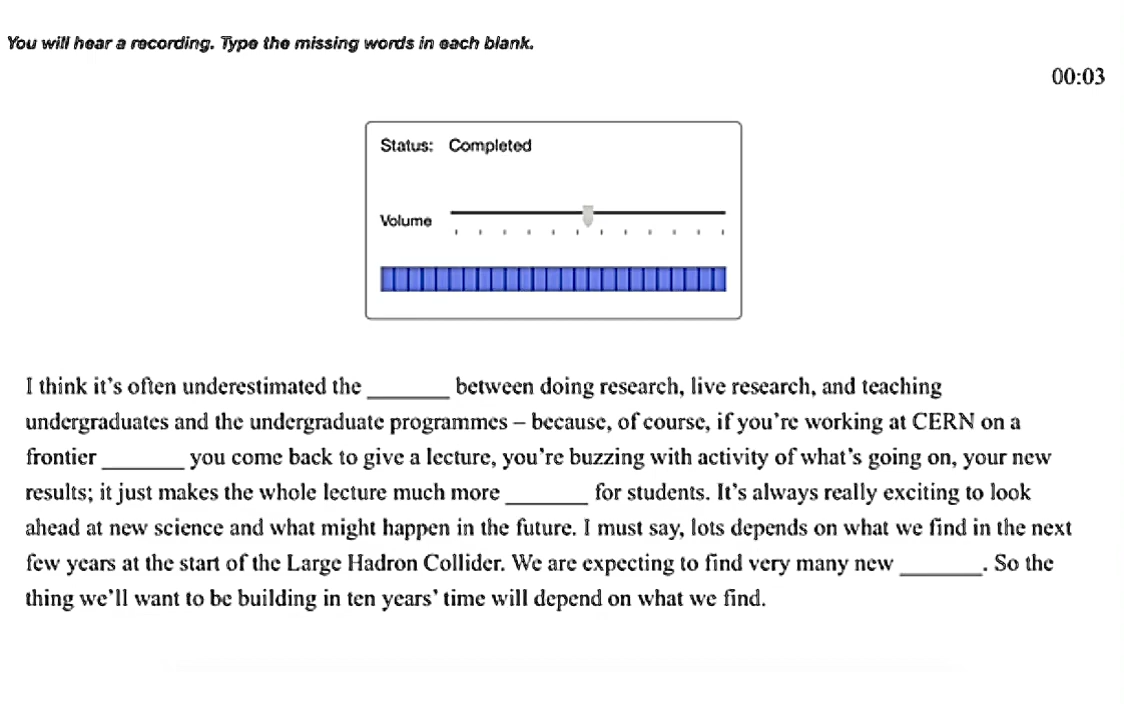 You will hear a recording. Type the missing words in each blank.
00:03
Status: Completed
Volume
I think it's often underestimated the ________ between doing research, live research, and teaching
undergraduates and the undergraduate programmes – because, of course, if you're working at CERN on a
frontier ________ you come back to give a lecture, you're buzzing with activity of what's going on, your new
results; it just makes the whole lecture much more ________ for students. It's always really exciting to look
ahead at new science and what might happen in the future. I must say, lots depends on what we find in the next
few years at the start of the Large Hadron Collider. We are expecting to find very many new ________. So the
thing we'll want to be building in ten years' time will depend on what we find.